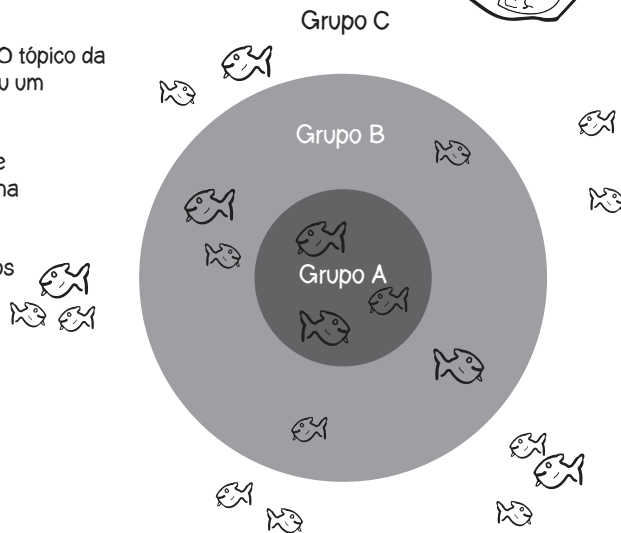 Grupo C
O tópico da
u um
Grupo B
e
na
os
Grupo A